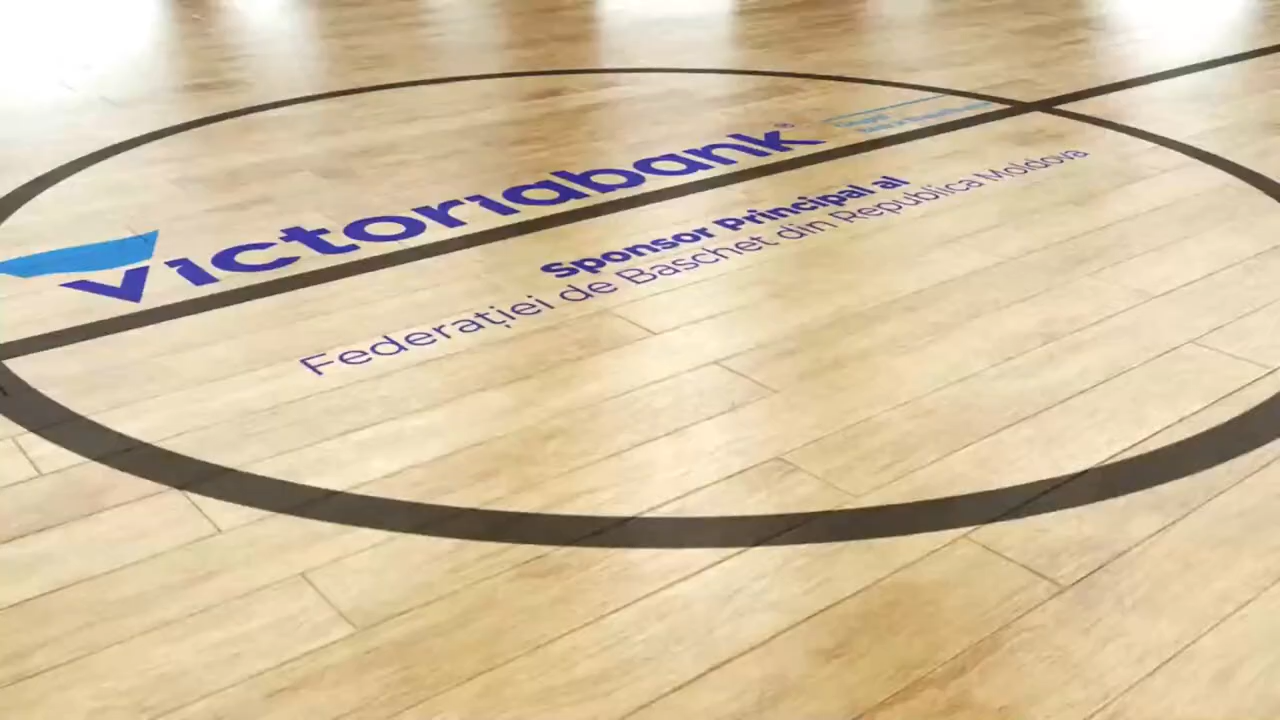 Victoriabank®
Sponsor Principal al
Federației de Baschet din Republica Moldova